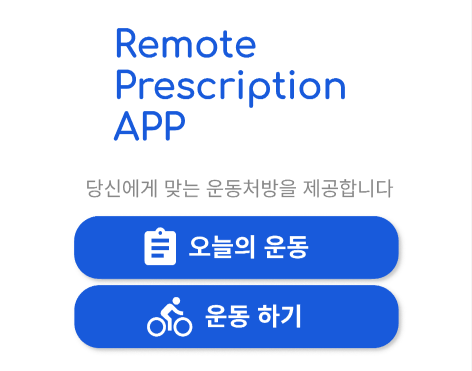 Remote
Prescription
APP
당신에게 맞는 운동처방을 제공합니다
오늘의 운동
운동 하기